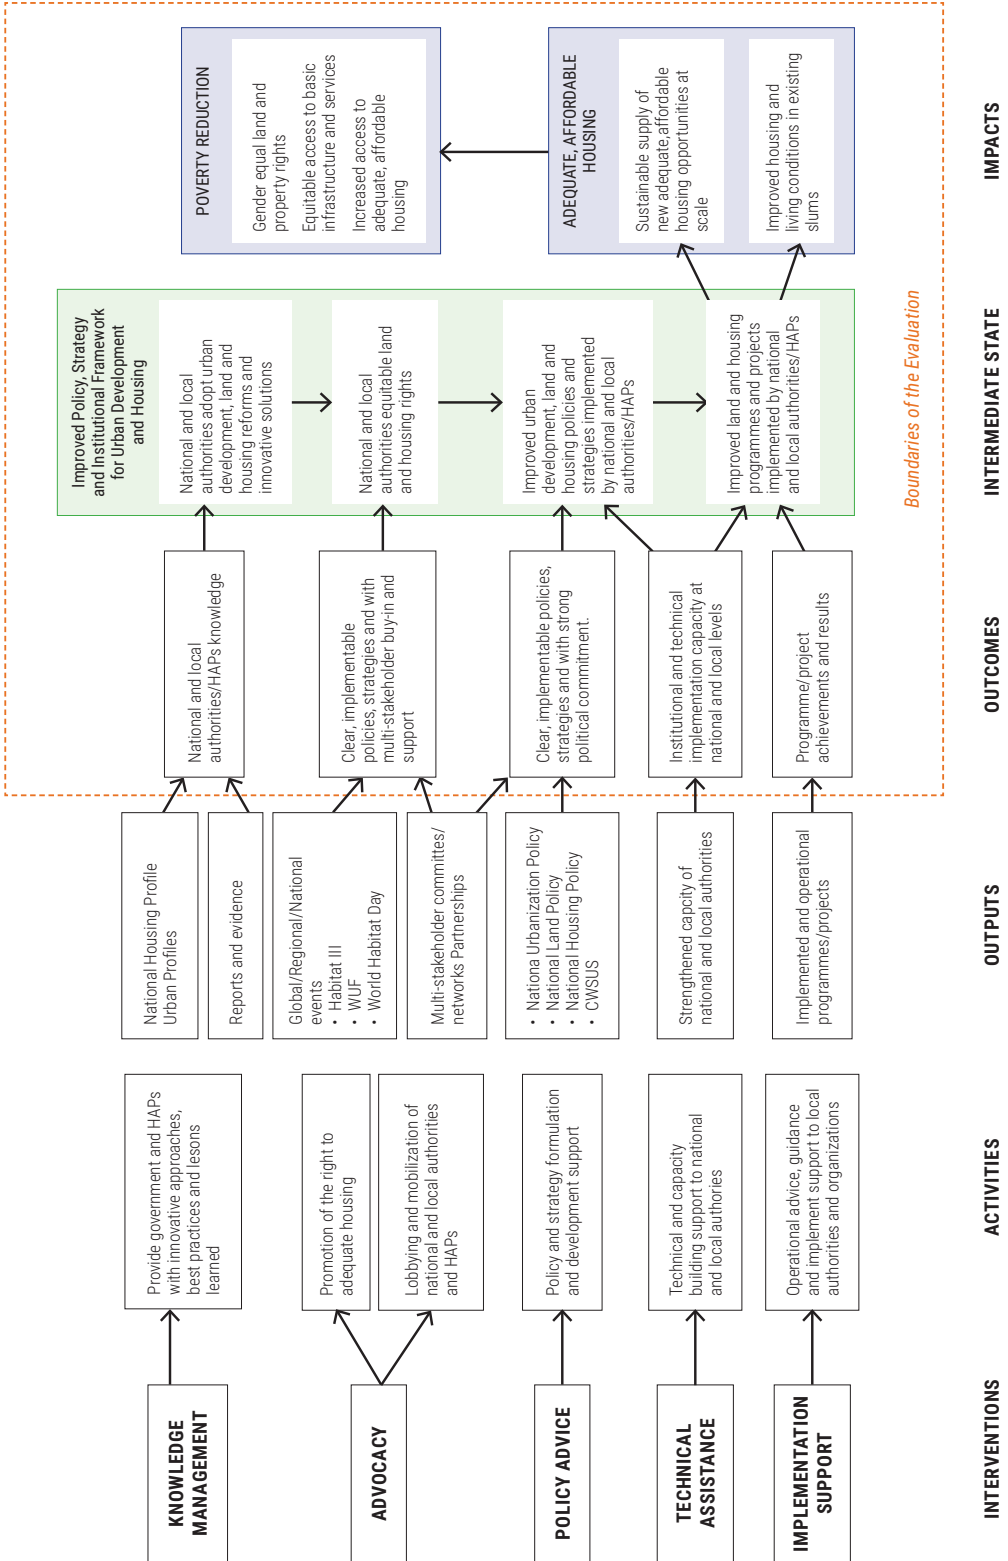 KNOWLEDGE
MANAGEMENT
ADVOCACY
POLICY ADVICE
TECHNICAL
ASSISTANCE
IMPLEMENTATION
SUPPORT
INTERVENTIONS
Provide government and HAPs
with innovative approaches,
best practices and lessons
learned
Promotion of the right to
adequate housing
Lobbying and mobilization of
national and local authorities
and HAPs
Policy and strategy formulation
and development support
Technical and capacity
building support to national
and local authories
Operational advice, guidance
and implement support to local
authorities and organizations
ACTIVITIES
National Housing Profile
Urban Profiles
Reports and evidence
Global/Regional/National
events
• Habitat III
• WUF
• World Habitat Day
Multi-stakeholder committes/
networks Partnerships
• Nationa Urbanization Policy
• National Land Policy
• National Housing Policy
• CWSUS
Strengthened capcity of
national and local authorities
Implemented and operational
programmes/projects
OUTPUTS
National and local
authorities/HAPs knowledge
Clear, implementable
policies, strategies and with
multi-stakeholder buy-in and
support
Clear, implementable policies,
strategies and with strong
political commitment.
Institutional and technical
implementation capacity at
national and local levels
Programme/project
achievements and results
OUTCOMES
Improved Policy, Strategy
and Institutional Framework
for Urban Development
and Housing
National and local
authorities adopt urban
development, land and
housing reforms and
innovative solutions
National and local
authorities equitable land
and housing rights
Improved urban
development, land and
housing policies and
strategies implemented
by national and local
authorities/HAPs
Improved land and housing
programmes and projects
implemented by national
and local authorities/HAPs
Boundaries of the Evaluation
INTERMEDIATE STATE
POVERTY REDUCTION
Gender equal land and
property rights
Equitable access to basic
infrastructure and services
Increased access to
adequate, affordable
housing
ADEQUATE, AFFORDABLE
HOUSING
Sustainable supply of
new adequate,affordable
housing opportunities at
scale
Improved housing and
living conditions in existing
slums
IMPACTS